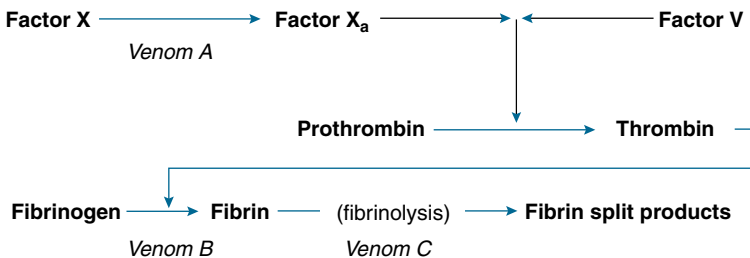 Factor X Factor Xa Factor V
Venom A
Prothrombin Thrombin
Fibrinogen Fibrin (fibrinolysis) Fibrin split products
Venom B Venom C